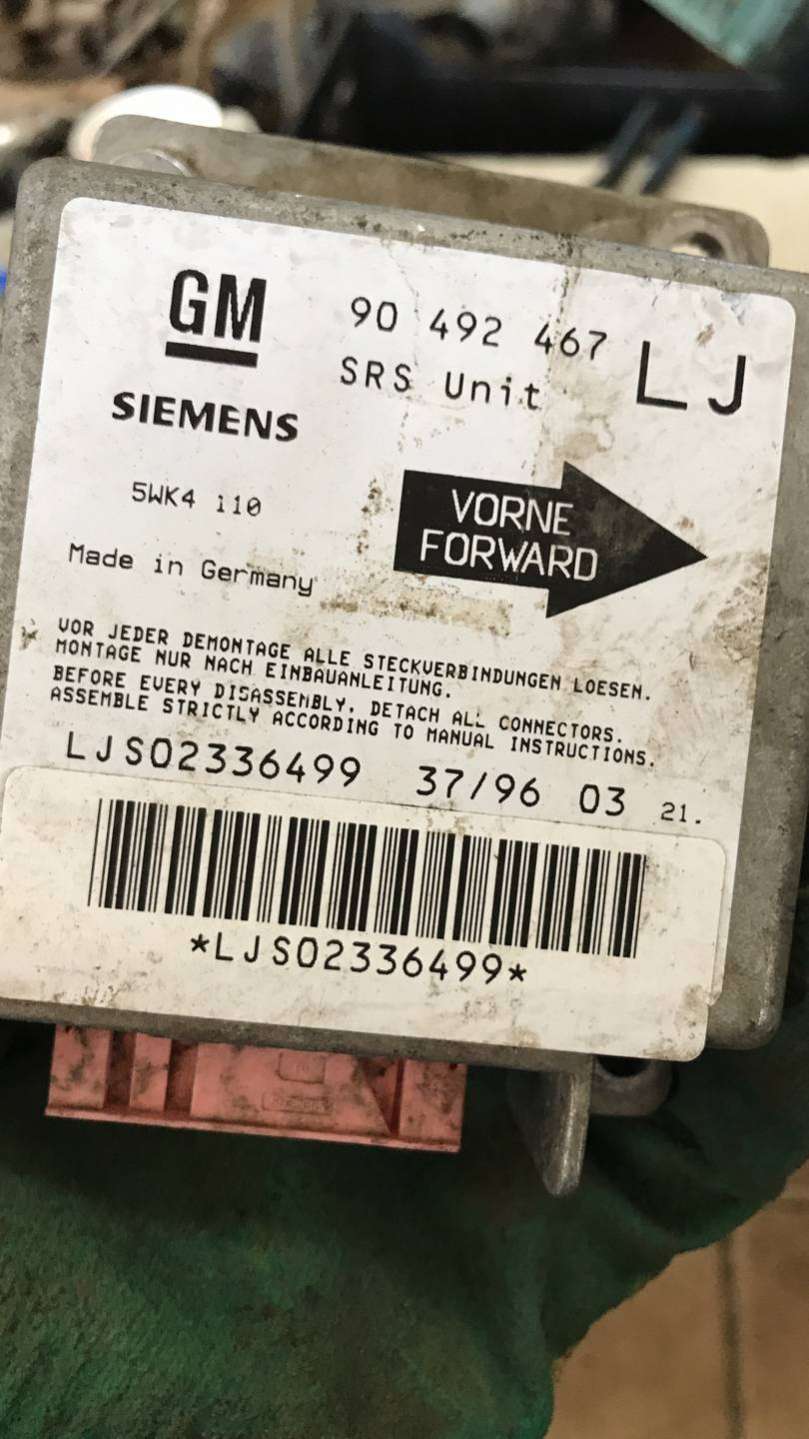 GM
90 492 467
LJ
SRS Unit
SIEMENS
5WK4 110
VORNE
FORWARD
Made in Germany
VOR JEDER DEMONTAGE ALLE STECKVERBINDUNGEN LOESEN.
MONTAGE NUR NACH EINBAUANLEITUNG.
BEFORE EVERY DISASSEMBLY, DETACH ALL CONNECTORS.
ASSEMBLE STRICTLY ACCORDING TO MANUAL INSTRUCTIONS.
LJS02336499 37/96 03 21.
*LJS02336499*